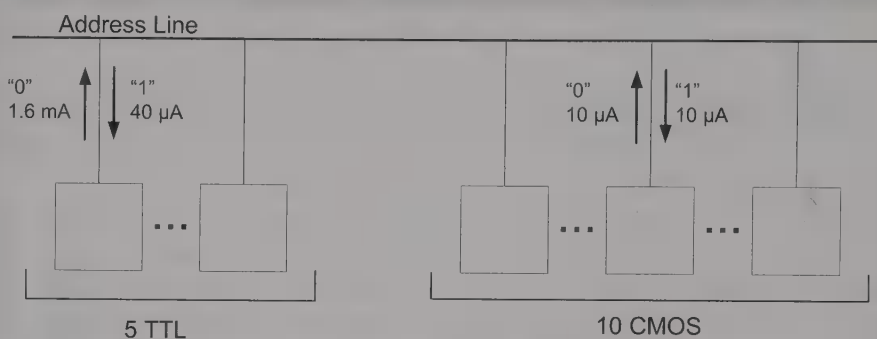 Address Line
"0"
1.6 mA
"1"
40 µA
"0"
10 µA
"1"
10 µA
5 TTL
10 CMOS